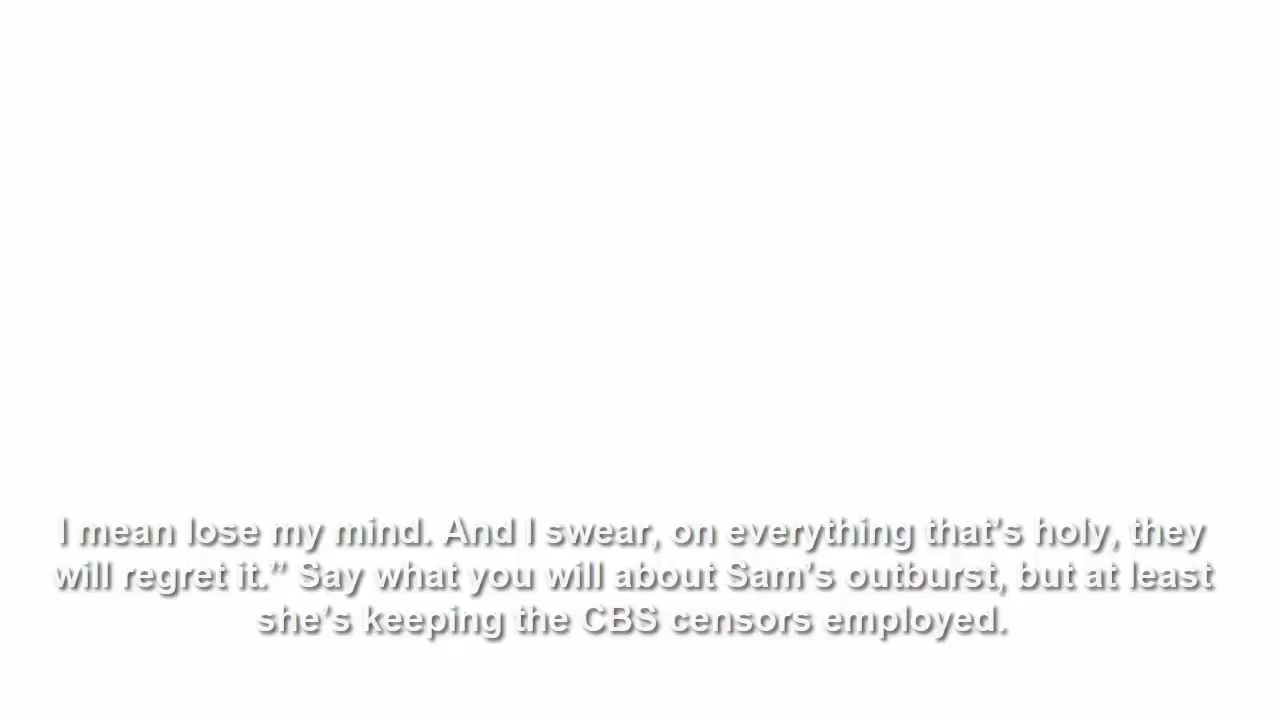 I mean lose my mind. And I swear, on everything that’s holy, they
will regret it.” Say what you will about Sam’s outburst, but at least
she’s keeping the CBS censors employed.